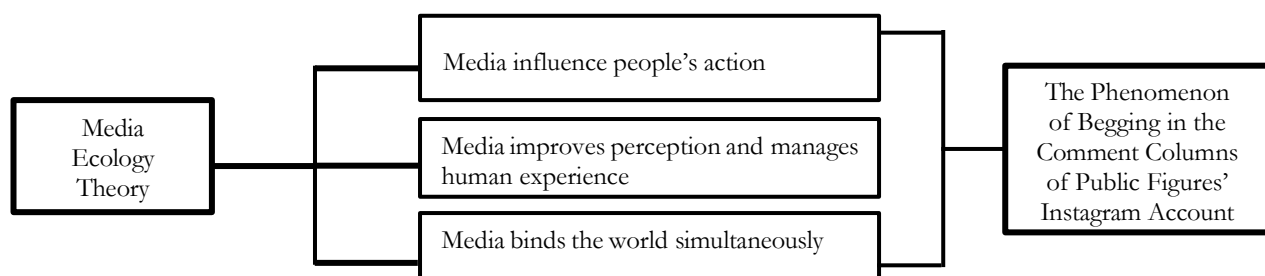 Media
Ecology
Theory
Media influence people’s action
Media improves perception and manages
human experience
Media binds the world simultaneously
The Phenomenon
of Begging in the
Comment Columns
of Public Figures’
Instagram Account